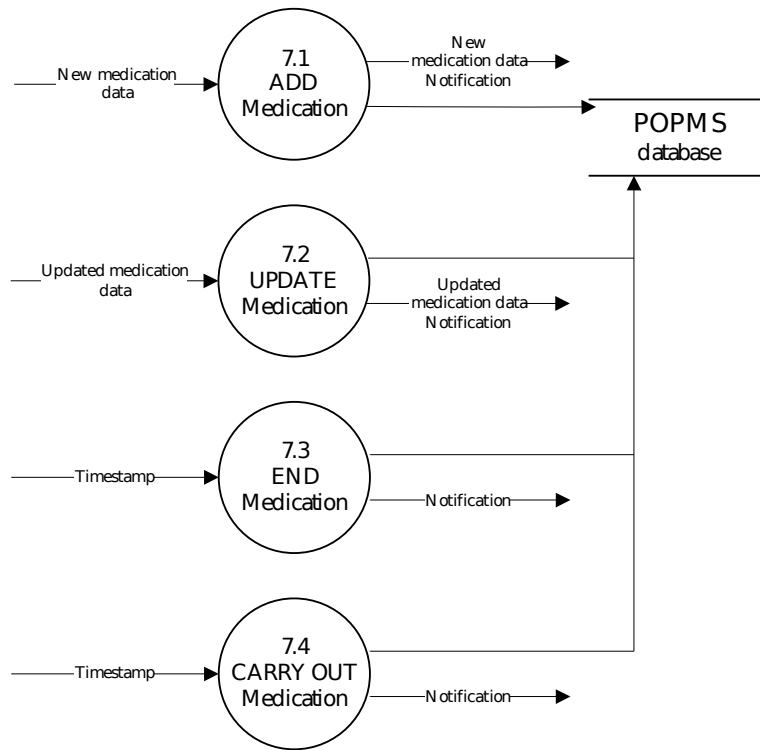 7.1
ADD
Medication
New medication
data
New
medication data
Notification
POPMS
database
7.2
UPDATE
Medication
Updated medication
data
Updated
medication data
Notification
7.3
END
Medication
Timestamp
Notification
7.4
CARRY OUT
Medication
Timestamp
Notification